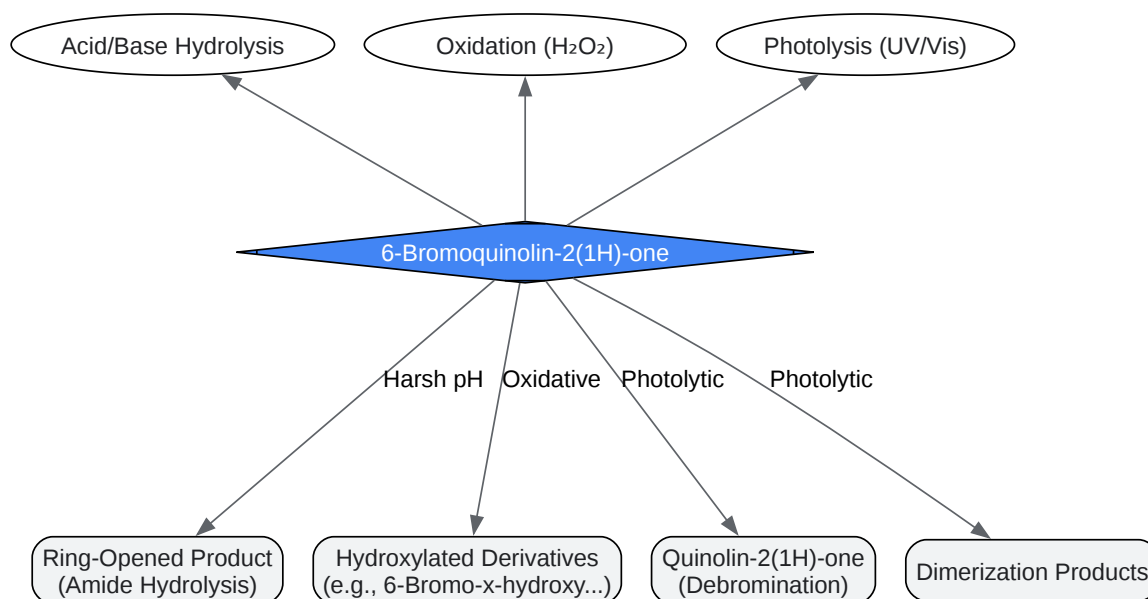 Acid/Base Hydrolysis
Oxidation (H₂O₂)
Photolysis (UV/Vis)
6-Bromoquinolin-2(1H)-one
Harsh pH
Oxidative
Photolytic
Photolytic
Ring-Opened Product
(Amide Hydrolysis)
Hydroxylated Derivatives
(e.g., 6-Bromo-x-hydroxy...)
Quinolin-2(1H)-one
(Debromination)
Dimerization Products